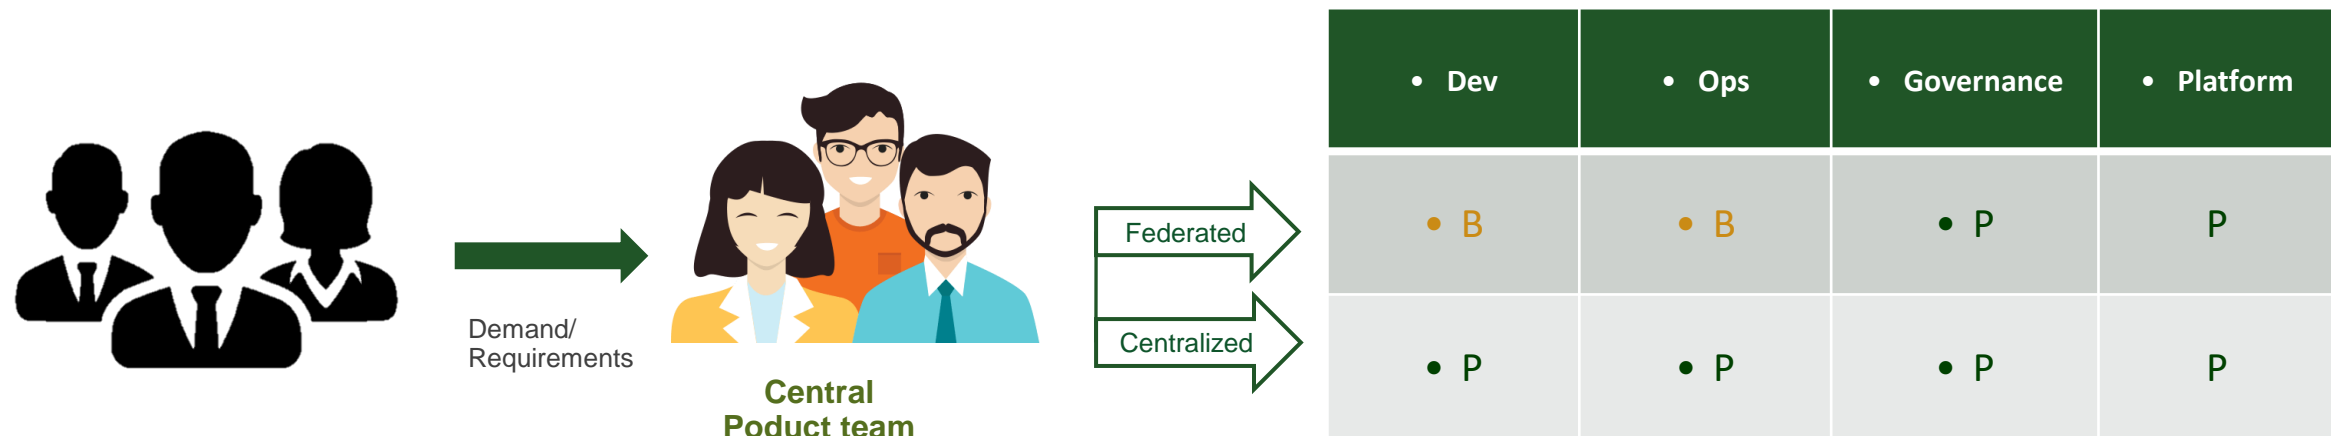 Demand/
Requirements
Central
Poduct team
Federated
Centralized
• Dev • Ops • Governance • Platform
• B • B • P P
• P • P • P P